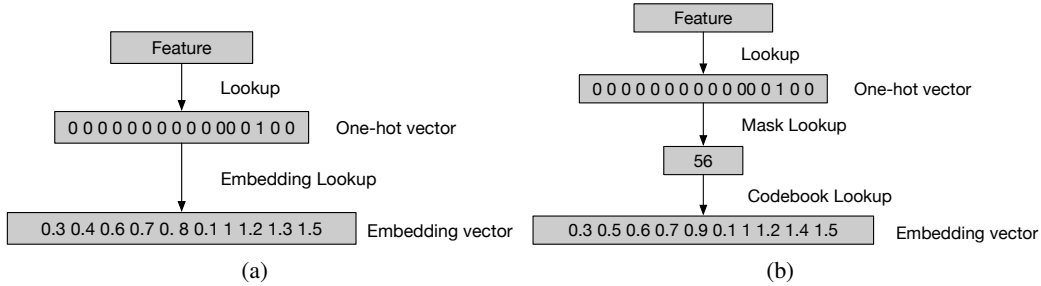 Feature
Lookup
0 0 0 0 0 0 0 0 0 0 0 00 0 1 0 0
One-hot vector
Embedding Lookup
0.3 0.4 0.6 0.7 0. 8 0.1 1 1.2 1.3 1.5
Embedding vector
(a)
Feature
Lookup
0 0 0 0 0 0 0 0 0 0 0 00 0 1 0 0
One-hot vector
Mask Lookup
56
Codebook Lookup
0.3 0.5 0.6 0.7 0.9 0.1 1 1.2 1.4 1.5
Embedding vector
(b)